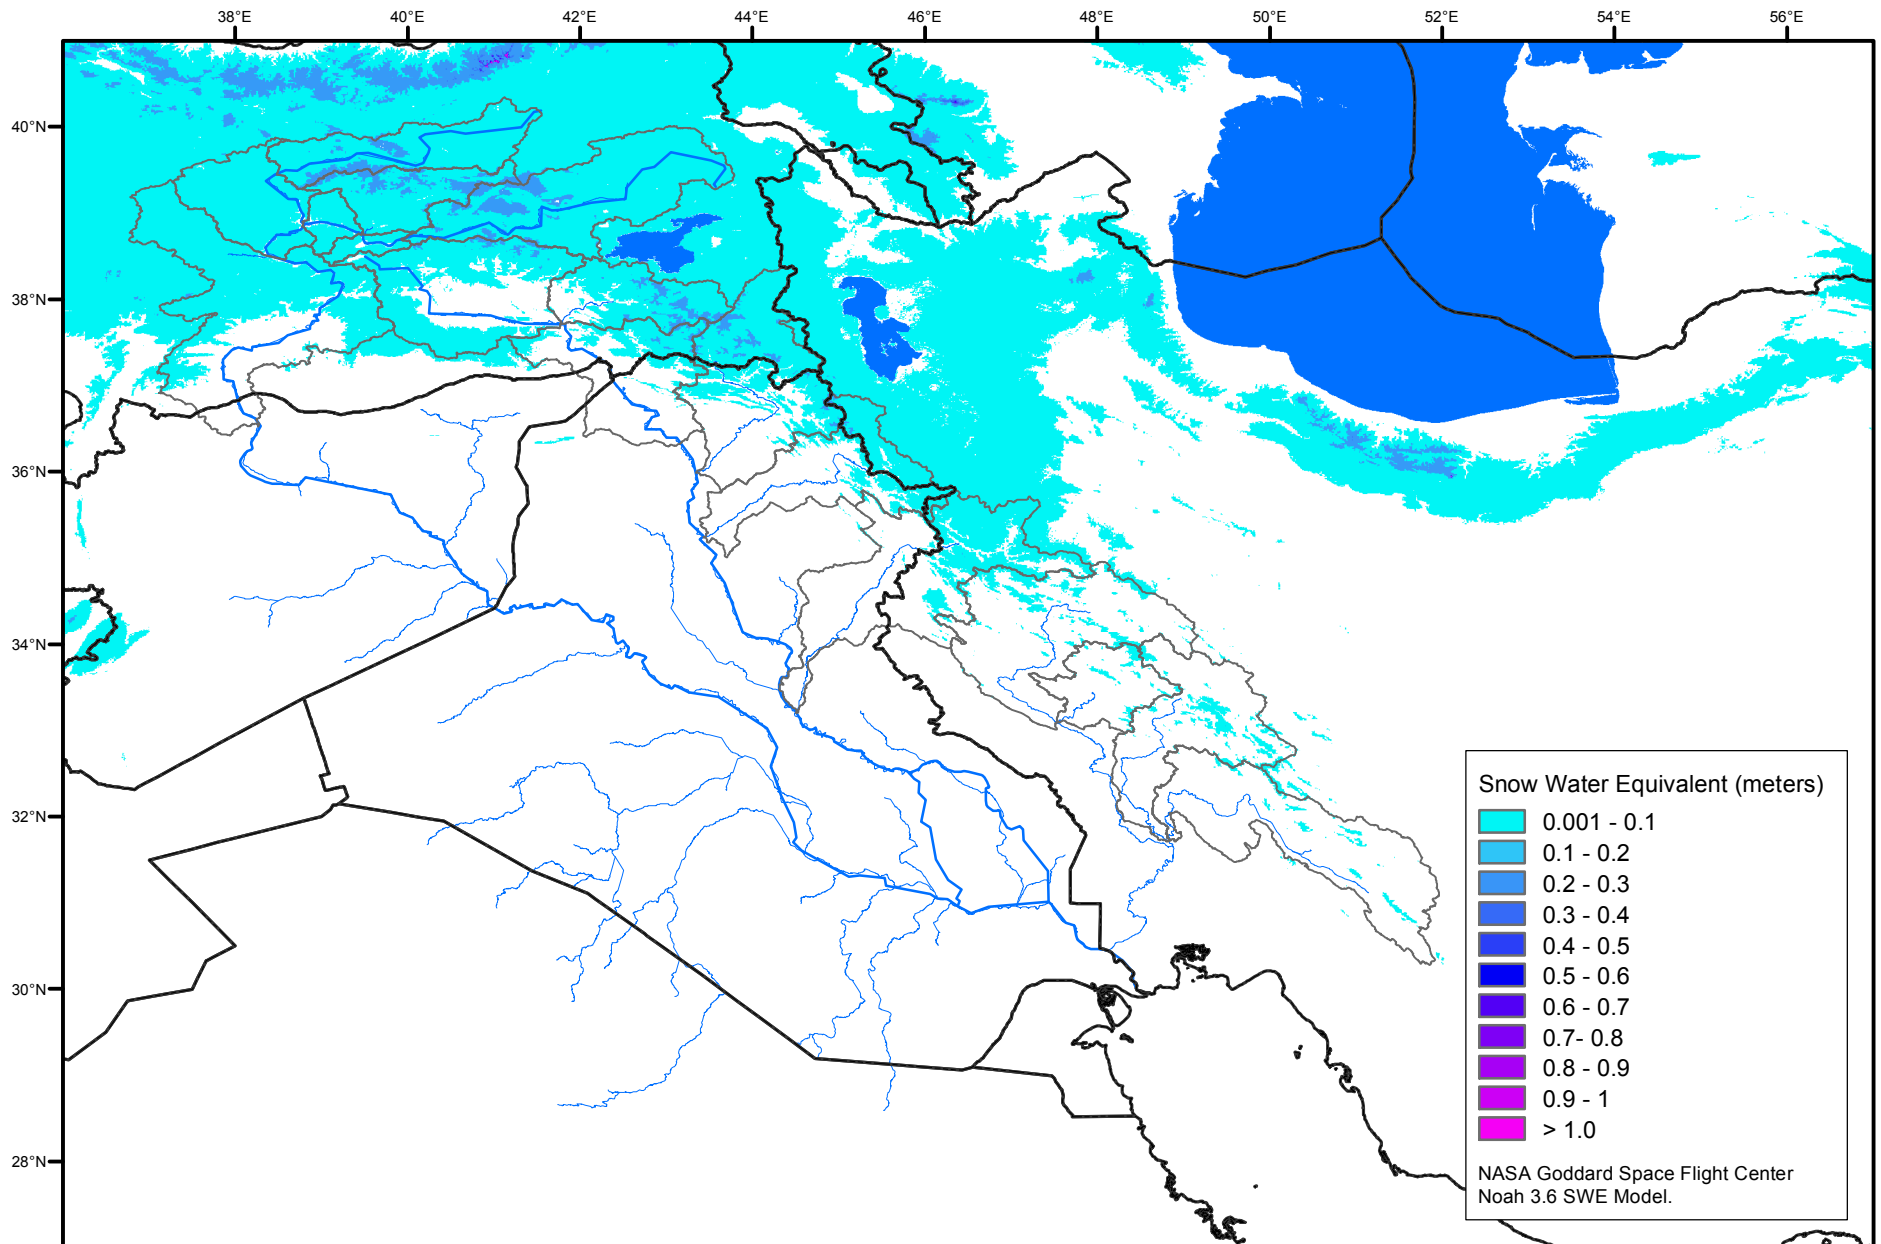 38°E 40°E 42°E 44°E 46°E 48°E 50°E 52°E 54°E 56°E
40°N
38°N
36°N
34°N
32°N
30°N
28°N
Snow Water Equivalent (meters)
0.001 - 0.1
0.1 - 0.2
0.2 - 0.3
0.3 - 0.4
0.4 - 0.5
0.5 - 0.6
0.6 - 0.7
0.7- 0.8
0.8 - 0.9
0.9 - 1
> 1.0
NASA Goddard Space Flight Center
Noah 3.6 SWE Model.